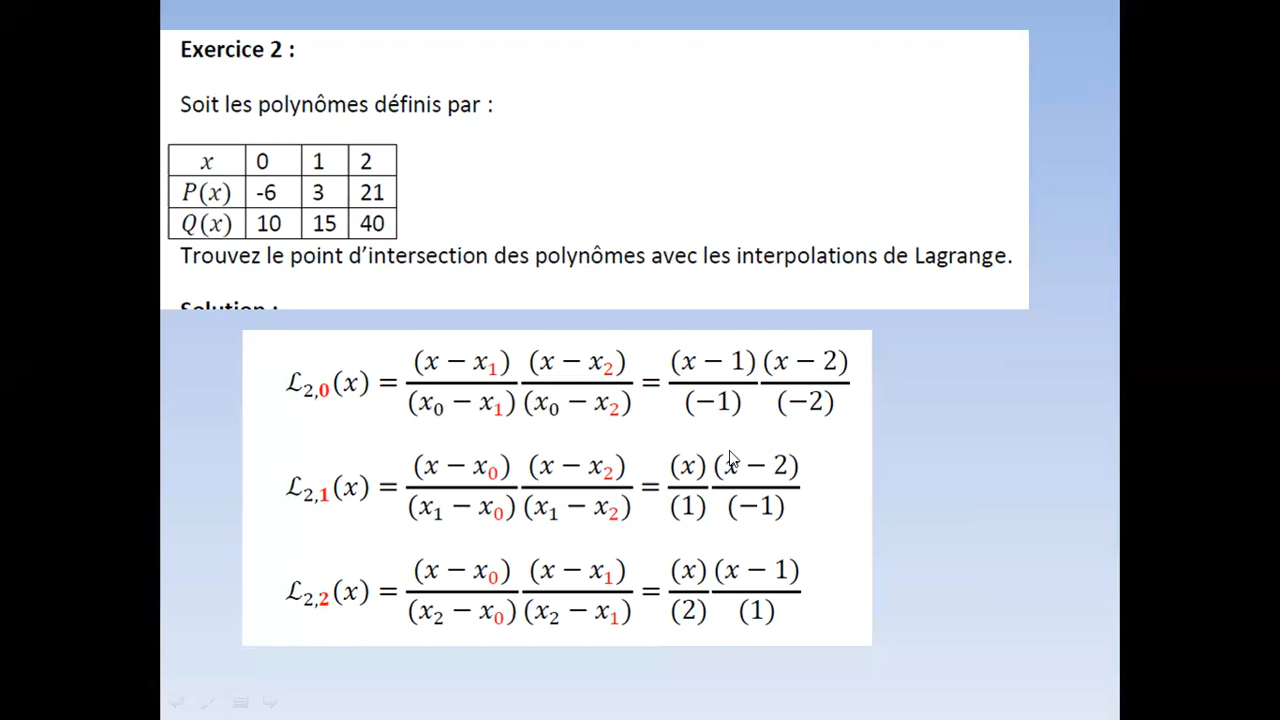 Exercice 2 :
Soit les polynômes définis par :
x 0 1 2
P(x) -6 3 21
Q(x) 10 15 40
Trouvez le point d’intersection des polynômes avec les interpolations de Lagrange.
Solution :
ℒ₂,₀(x) = (x − x₁)/(x₀ − x₁) (x − x₂)/(x₀ − x₂) = (x − 1)/(−1) (x − 2)/(−2)
ℒ₂,₁(x) = (x − x₀)/(x₁ − x₀) (x − x₂)/(x₁ − x₂) = (x)/(1) (x − 2)/(−1)
ℒ₂,₂(x) = (x − x₀)/(x₂ − x₀) (x − x₁)/(x₂ − x₁) = (x)/(2) (x − 1)/(1)